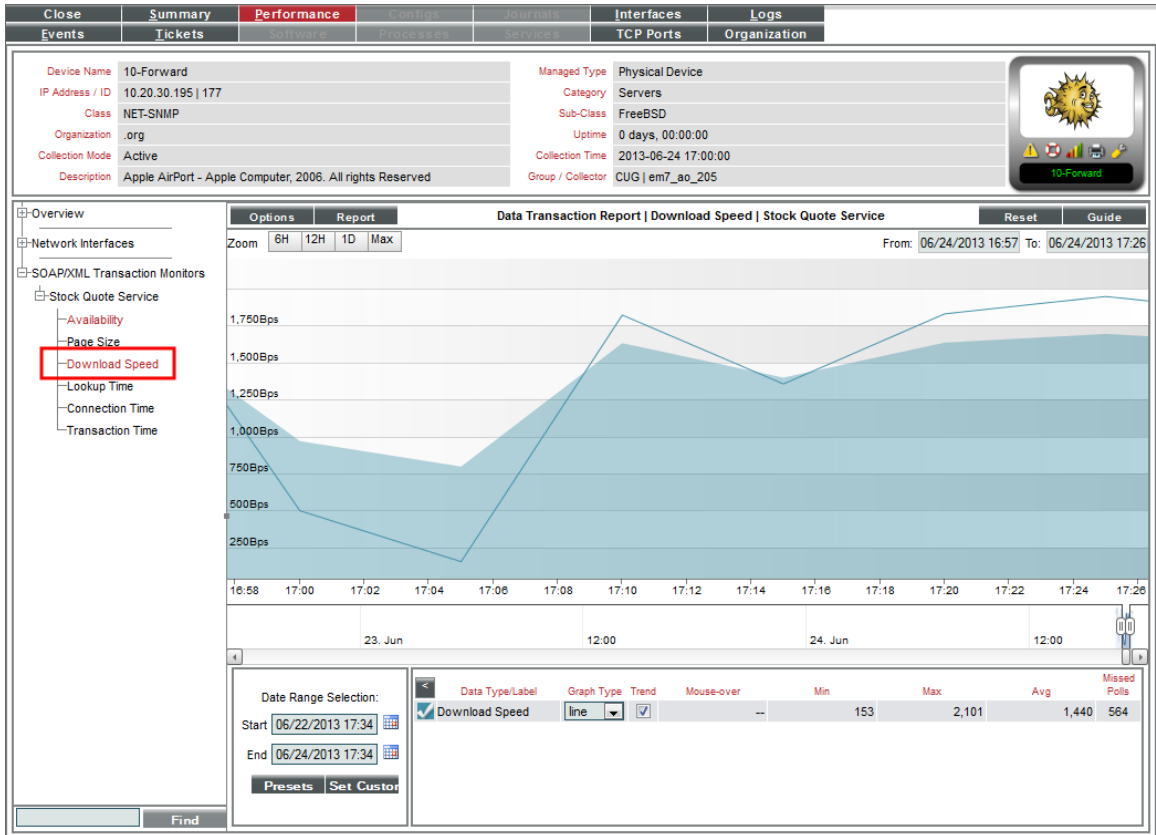 Close Summary Performance Configs Journals Interfaces Logs
Events Tickets Software Processes Services TCP Ports Organization
Device Name 10-Forward Managed Type Physical Device
IP Address / ID 10.20.30.195 | 177 Category Servers
Class NET-SNMP Sub-Class FreeBSD
Organization .org Uptime 0 days, 00:00:00
Collection Mode Active Collection Time 2013-06-24 17:00:00
Description Apple AirPort - Apple Computer, 2006. All rights Reserved Group / Collector CUG | em7_ao_205
10-Forward
Overview
Network Interfaces
SOAP/XML Transaction Monitors
Stock Quote Service
Availability
Page Size
Download Speed
Lookup Time
Connection Time
Transaction Time
Find
Options Report Data Transaction Report | Download Speed | Stock Quote Service Reset Guide
Zoom 6H 12H 1D Max From: 06/24/2013 16:57 To: 06/24/2013 17:26
1,750Bps
1,500Bps
1,250Bps
1,000Bps
750Bps
500Bps
250Bps
16:58 17:00 17:02 17:04 17:06 17:08 17:10 17:12 17:14 17:16 17:18 17:20 17:22 17:24 17:26
23. Jun 12:00 24. Jun 12:00
Date Range Selection:
Start 06/22/2013 17:34
End 06/24/2013 17:34
Presets Set Custor
< Data Type/Label Graph Type Trend Mouse-over Min Max Avg Missed Polls
Download Speed line -- 153 2,101 1,440 564